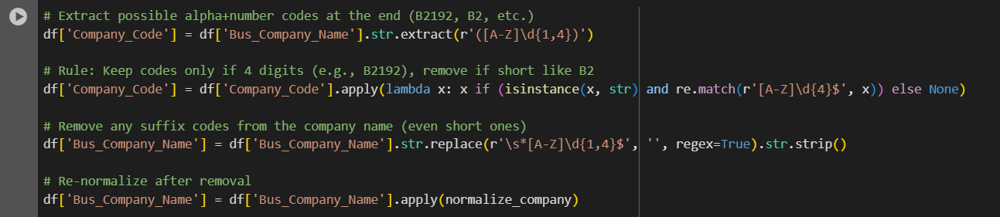 # Extract possible alpha+number codes at the end (B2192, B2, etc.)
df['Company_Code'] = df['Bus_Company_Name'].str.extract(r'([A-Z]\d{1,4})')
# Rule: Keep codes only if 4 digits (e.g., B2192), remove if short like B2
df['Company_Code'] = df['Company_Code'].apply(lambda x: x if (isinstance(x, str) and re.match(r'[A-Z]\d{4}$', x)) else None)
# Remove any suffix codes from the company name (even short ones)
df['Bus_Company_Name'] = df['Bus_Company_Name'].str.replace(r'\s*[A-Z]\d{1,4}$', '', regex=True).str.strip()
# Re-normalize after removal
df['Bus_Company_Name'] = df['Bus_Company_Name'].apply(normalize_company)